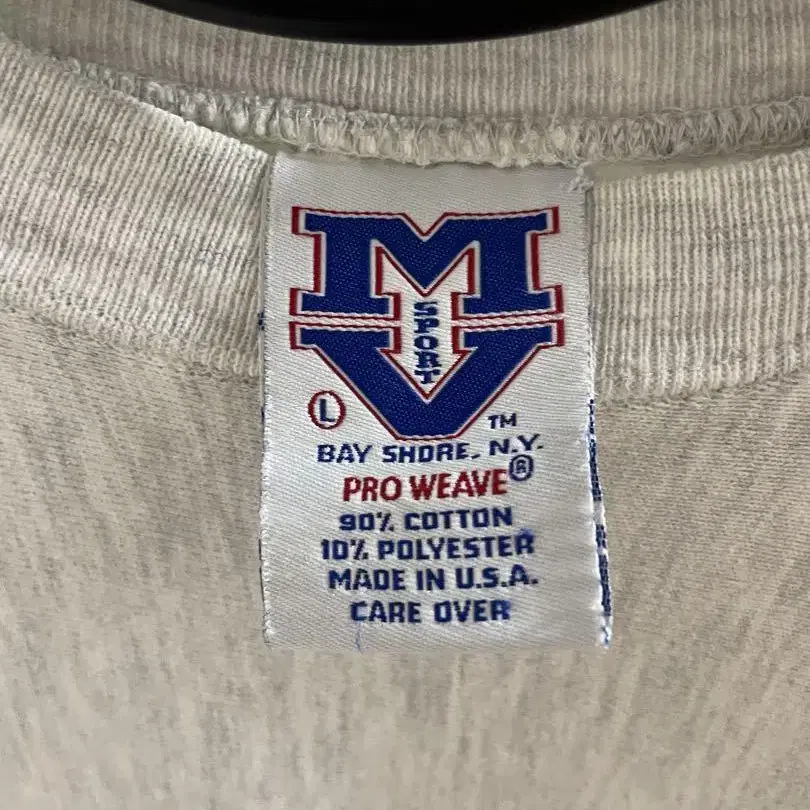 MV
SPORT
L
TM
BAY SHORE, N.Y.
PRO WEAVE®
90% COTTON
10% POLYESTER
MADE IN U.S.A.
CARE OVER